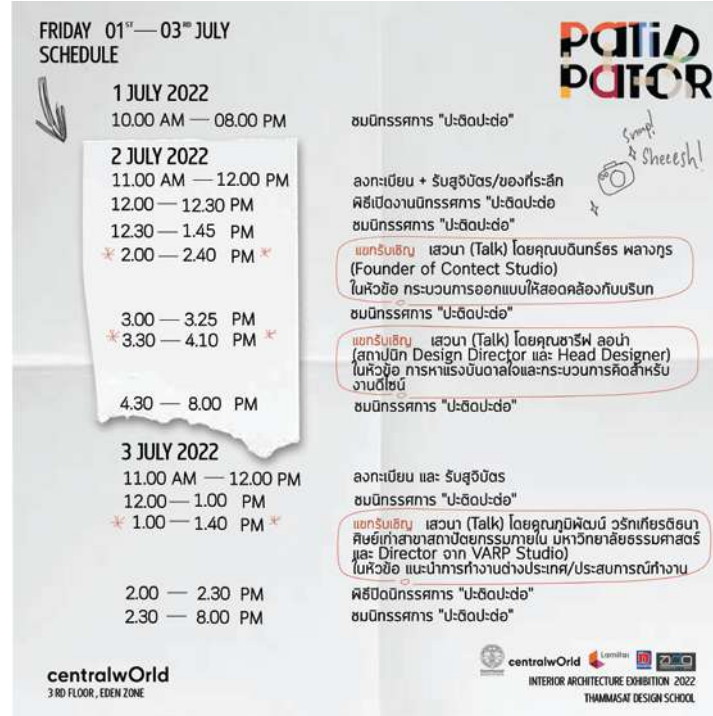 FRIDAY 01ST — 03RD JULY
SCHEDULE
PATID
PATOR
Snap!
Sheeesh!
1 JULY 2022
10.00 AM — 08.00 PM ชมนิทรรศการ "ปะติดปะต่อ"
2 JULY 2022
11.00 AM — 12.00 PM ลงทะเบียน + รับสูจิบัตร/ของที่ระลึก
12.00 — 12.30 PM พิธีเปิดงานนิทรรศการ "ปะติดปะต่อ
12.30 — 1.45 PM ชมนิทรรศการ "ปะติดปะต่อ"
* 2.00 — 2.40 PM * แขกรับเชิญ เสวนา (Talk) โดยคุณบดินทร์ธร พลางกูร
(Founder of Contect Studio)
ในหัวข้อ กระบวนการออกแบบให้สอดคล้องกับบริบท
3.00 — 3.25 PM ชมนิทรรศการ "ปะติดปะต่อ"
* 3.30 — 4.10 PM * แขกรับเชิญ เสวนา (Talk) โดยคุณชารีฟ ลอนา
(สถาปนิก Design Director และ Head Designer)
ในหัวข้อ การหาแรงบันดาลใจและกระบวนการคิดสำหรับ
งานดีไซน์
4.30 — 8.00 PM ชมนิทรรศการ "ปะติดปะต่อ"
3 JULY 2022
11.00 AM — 12.00 PM ลงทะเบียน และ รับสูจิบัตร
12.00 — 1.00 PM ชมนิทรรศการ "ปะติดปะต่อ"
* 1.00 — 1.40 PM * แขกรับเชิญ เสวนา (Talk) โดยคุณภูมิพัฒน์ วรักเกียรติธนา
ศิษย์เก่าสาขาสถาปัตยกรรมภายใน มหาวิทยาลัยธรรมศาสตร์
และ Director จาก VARP Studio)
ในหัวข้อ แนะนำการทำงานต่างประเทศ/ประสบการณ์ทำงาน
2.00 — 2.30 PM พิธีปิดนิทรรศการ "ปะติดปะต่อ"
2.30 — 8.00 PM ชมนิทรรศการ "ปะติดปะต่อ"
centralwOrld
3 RD FLOOR, EDEN ZONE
centralwOrld Lamitak
INTERIOR ARCHITECTURE EXHIBITION 2022
THAMMASAT DESIGN SCHOOL